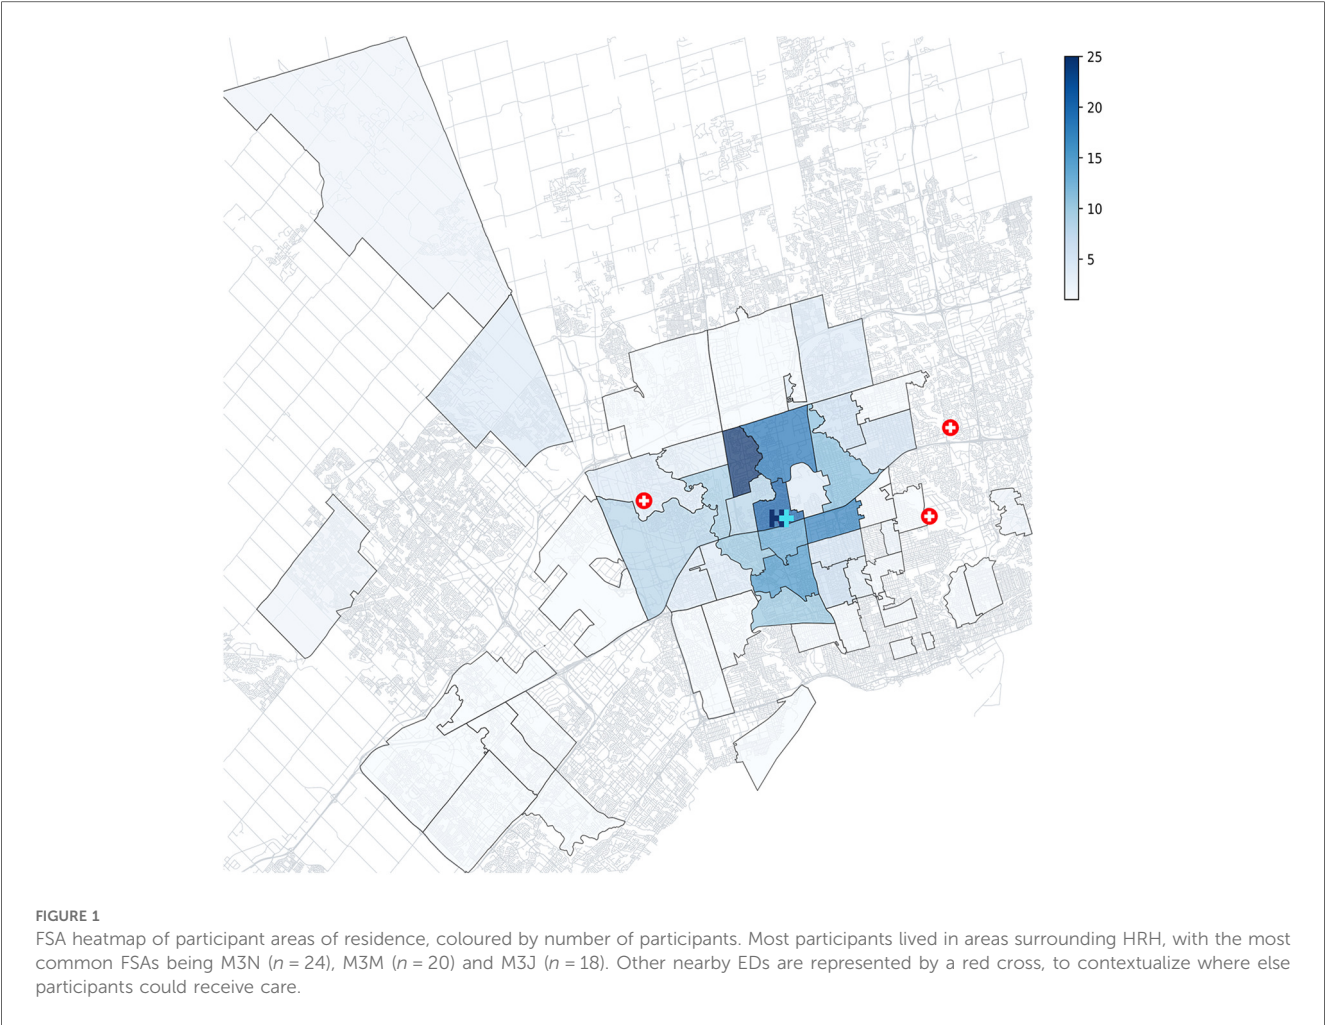 25
20
15
10
5
H
FIGURE 1
FSA heatmap of participant areas of residence, coloured by number of participants. Most participants lived in areas surrounding HRH, with the most
common FSAs being M3N (n = 24), M3M (n = 20) and M3J (n = 18). Other nearby EDs are represented by a red cross, to contextualize where else
participants could receive care.